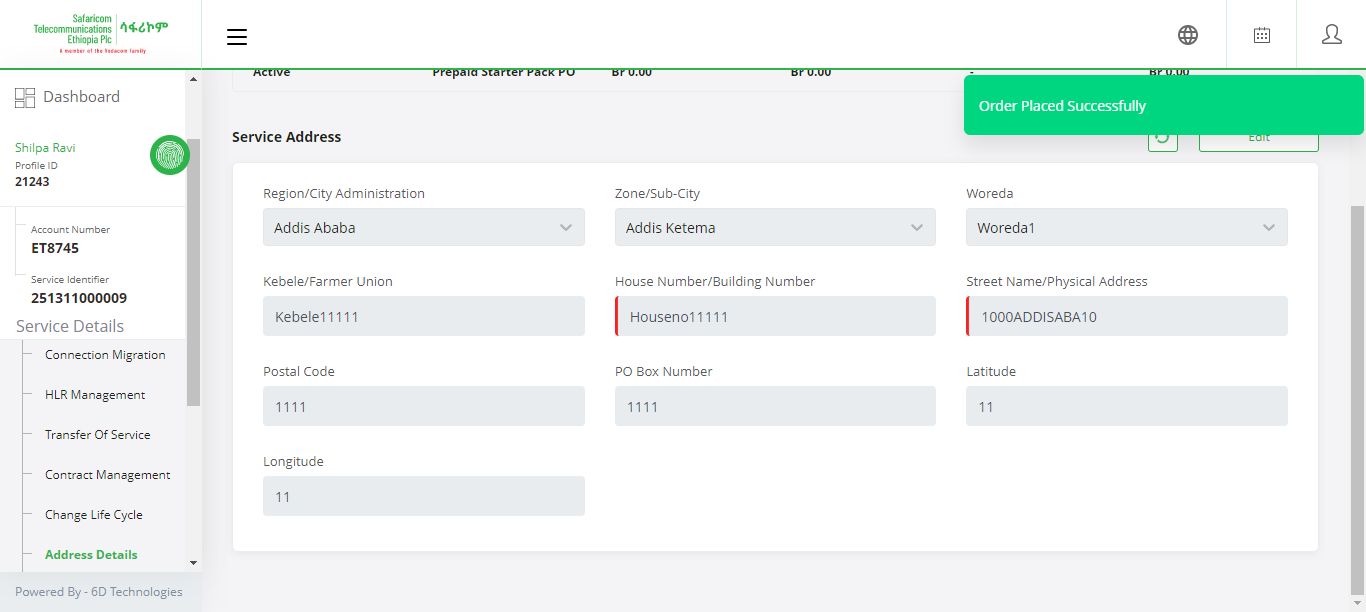 Safaricom
Telecommunications
Ethiopia Plc
ሳፋሪኮም
A member of the Vodacom family
Active Prepaid Starter Pack PO Br 0.00 Br 0.00 - Br 0.00
Order Placed Successfully
Dashboard
Shilpa Ravi
Profile ID
21243
Account Number
ET8745
Service Identifier
251311000009
Service Details
Connection Migration
HLR Management
Transfer Of Service
Contract Management
Change Life Cycle
Address Details
Powered By - 6D Technologies
Service Address
Edit
Region/City Administration Zone/Sub-City Woreda
Addis Ababa Addis Ketema Woreda1
Kebele/Farmer Union House Number/Building Number Street Name/Physical Address
Kebele11111 Houseno11111 1000ADDISABA10
Postal Code PO Box Number Latitude
1111 1111 11
Longitude
11